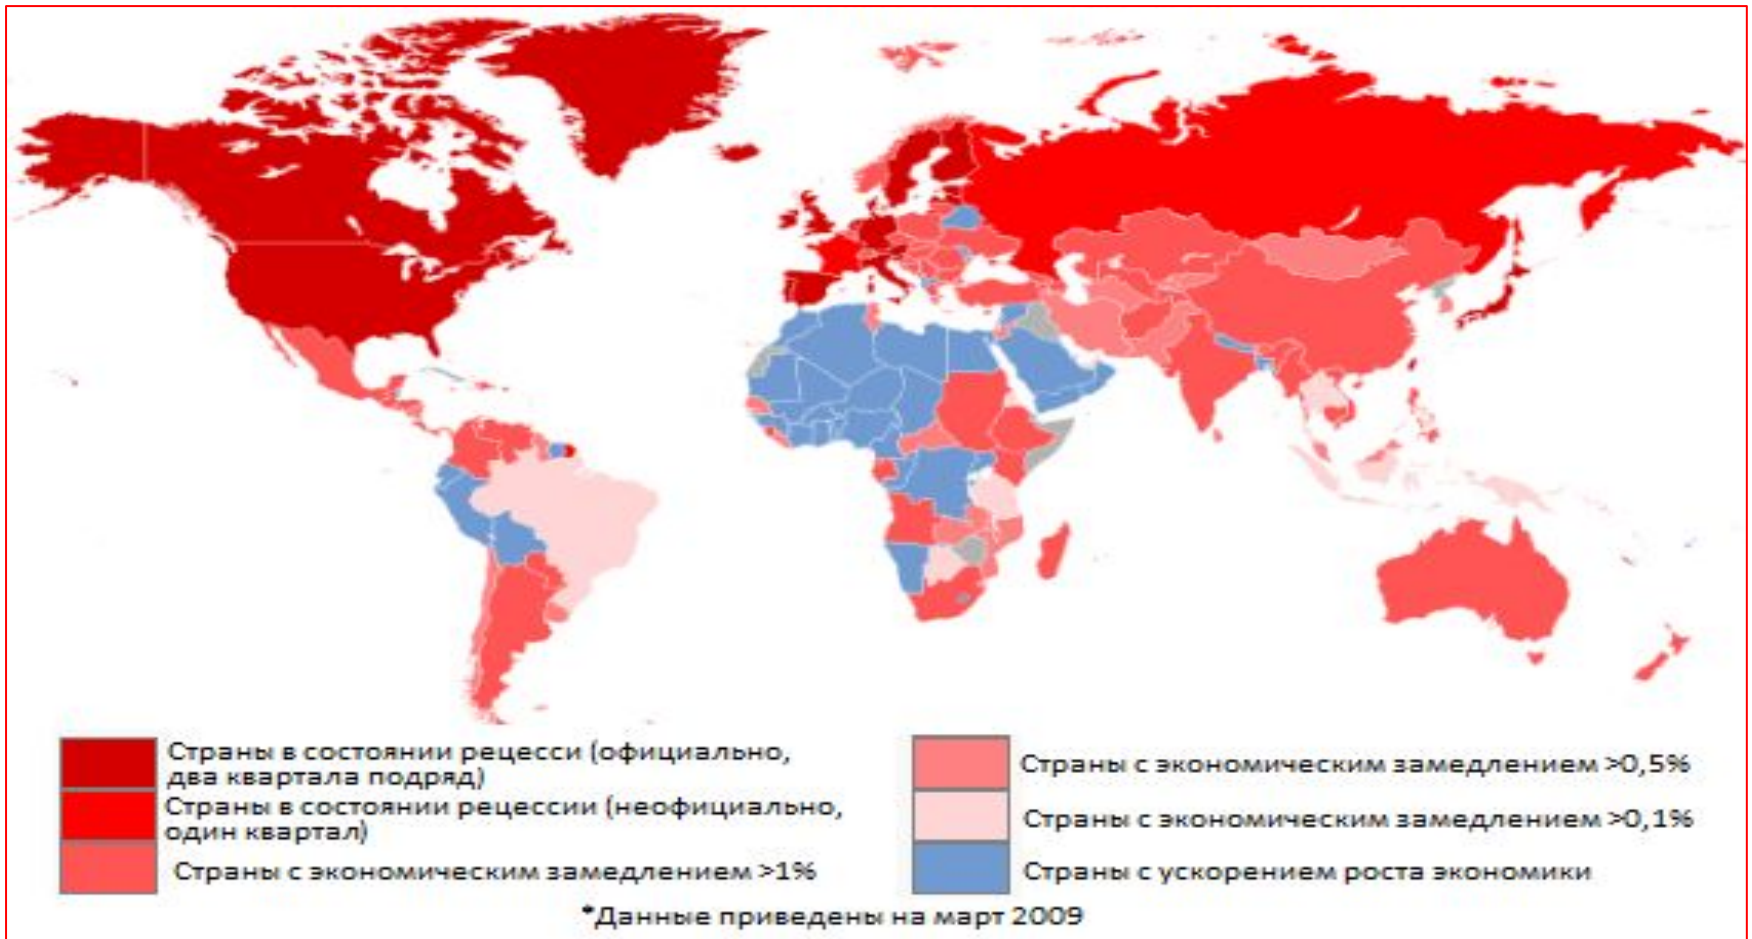 Страны в состоянии рецесси (официально,
два квартала подряд)
Страны в состоянии рецессии (неофициально,
один квартал)
Страны с экономическим замедлением >1%
Страны с экономическим замедлением >0,5%
Страны с экономическим замедлением >0,1%
Страны с ускорением роста экономики
*Данные приведены на март 2009